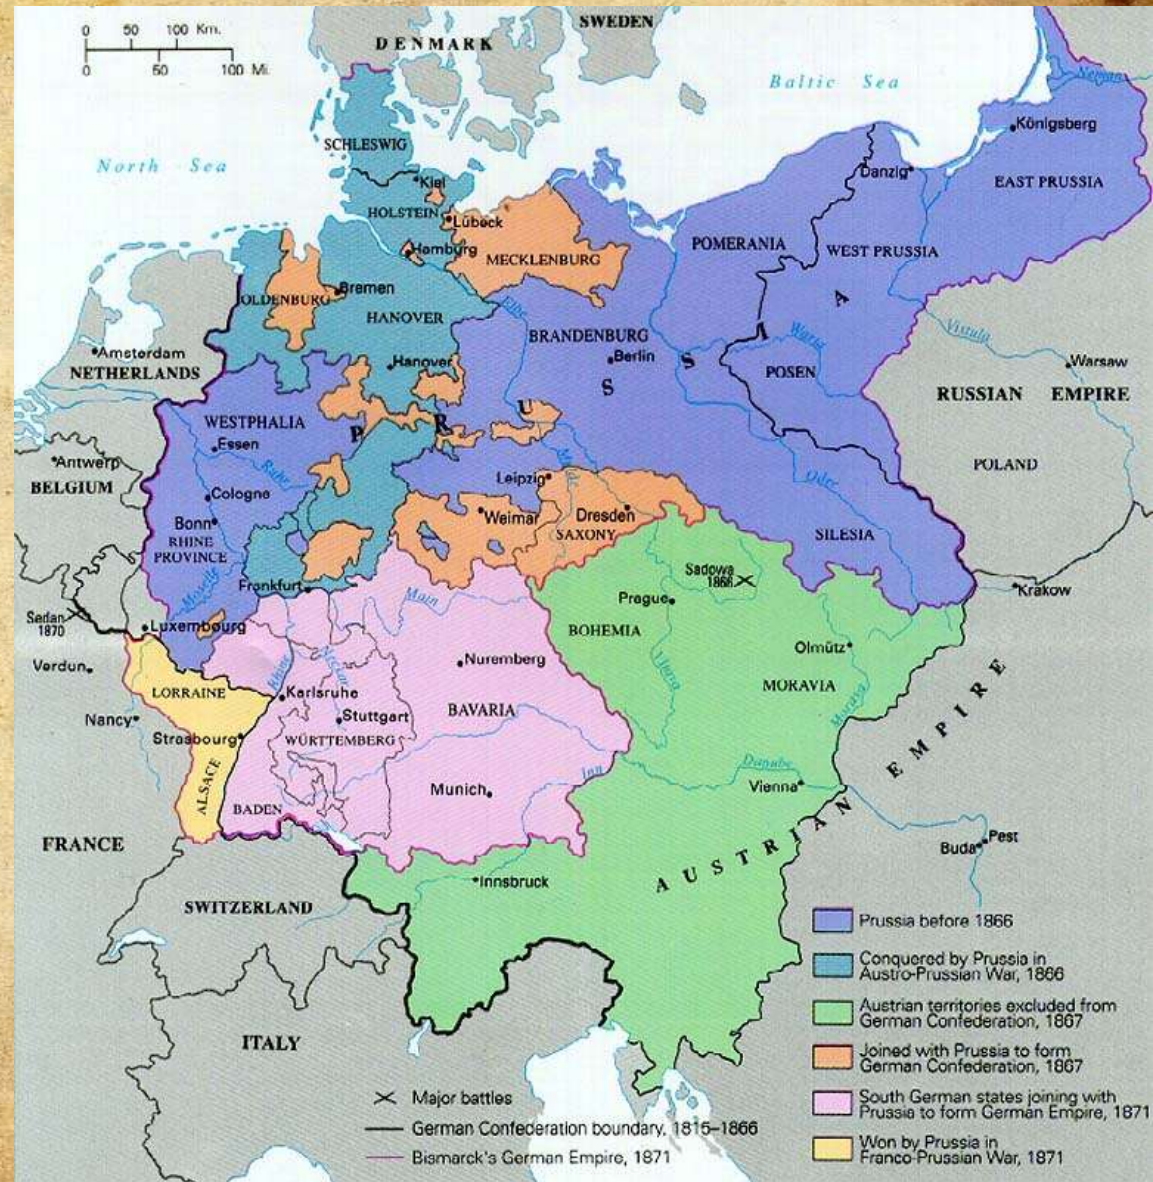 0 50 100 Km.
0 50 100 Mi.
DENMARK
SWEDEN
Baltic Sea
North Sea
Neman
Königsberg
SCHLESWIG
Danzig
EAST PRUSSIA
Kiel
HOLSTEIN
Lübeck
Hamburg
MECKLENBURG
POMERANIA
WEST PRUSSIA
OLDENBURG
Bremen
HANOVER
Elbe
BRANDENBURG
Berlin
Warta
Vistula
Amsterdam
NETHERLANDS
Hanover
POSEN
Warsaw
RUSSIAN EMPIRE
PRUSSIA
WESTPHALIA
Essen
Ruhr
Antwerp
BELGIUM
POLAND
Leipzig
Oder
Cologne
Bonn
RHINE
PROVINCE
Weimar
Dresden
SAXONY
SILESIA
Moselle
Frankfurt
Main
Sadowa
1866
Prague
Krakow
Sedan
1870
Luxembourg
BOHEMIA
Olmütz
Verdun
Nuremberg
LORRAINE
Rhine
Neckar
Karlsruhe
Vltava
MORAVIA
Morava
Nancy
Stuttgart
BAVARIA
Strasbourg
WÜRTTEMBERG
ALSACE
BADEN
Munich
Inn
Danube
Vienna
AUSTRIAN EMPIRE
FRANCE
Buda
Pest
Innsbruck
SWITZERLAND
ITALY
Prussia before 1866
Conquered by Prussia in
Austro-Prussian War, 1866
Austrian territories excluded from
German Confederation, 1867
Joined with Prussia to form
German Confederation, 1867
South German states joining with
Prussia to form German Empire, 1871
Won by Prussia in
Franco-Prussian War, 1871
Major battles
German Confederation boundary, 1815–1866
Bismarck's German Empire, 1871